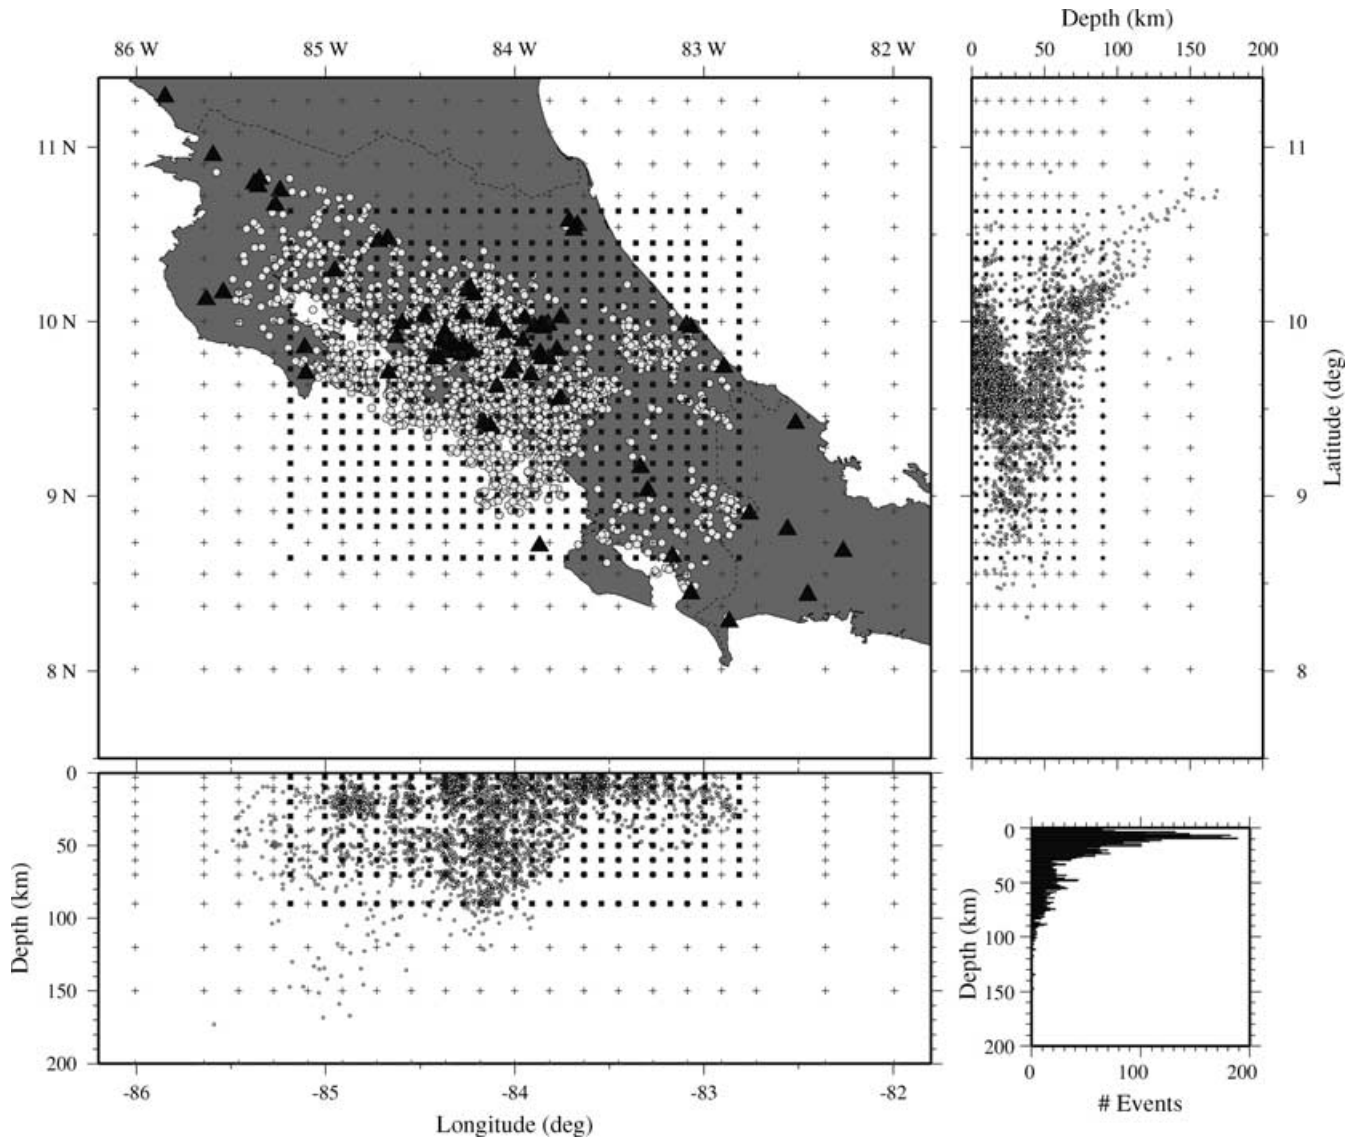 Depth (km)
86 W 85 W 84 W 83 W 82 W
0 50 100 150 200
11 N
10 N
9 N
8 N
11
10
9
8
Latitude (deg)
0
50
100
150
200
Depth (km)
-86 -85 -84 -83 -82
Longitude (deg)
0
50
100
150
200
Depth (km)
0 100 200
# Events